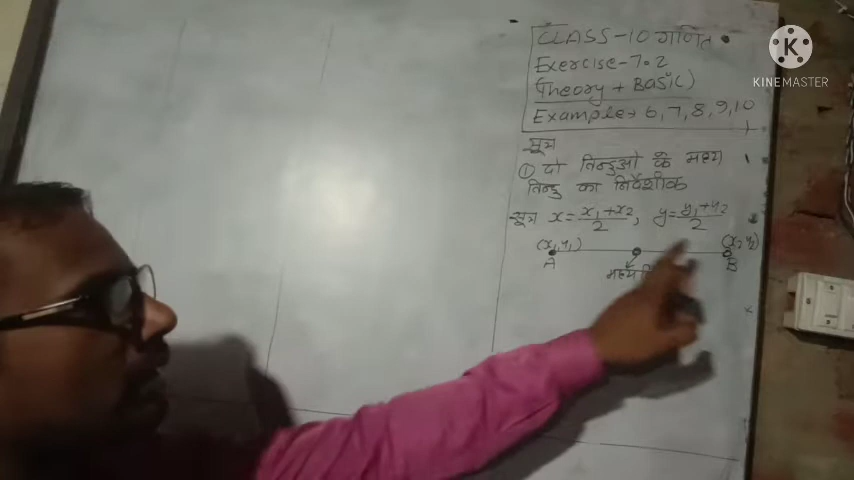 CLASS-10 गणित
Exercise-7.2
Theory + BASIC)
Example→ 6, 7, 8, 9, 10
सूत्र
① दो बिन्दुओ के मध्य
बिन्दु का निर्देशांक
सूत्र x = x₁+x₂/2, y = y₁+y₂/2
(x₁, y₁) (x₂ y₂)
A B
मध्य
K
KINEMASTER